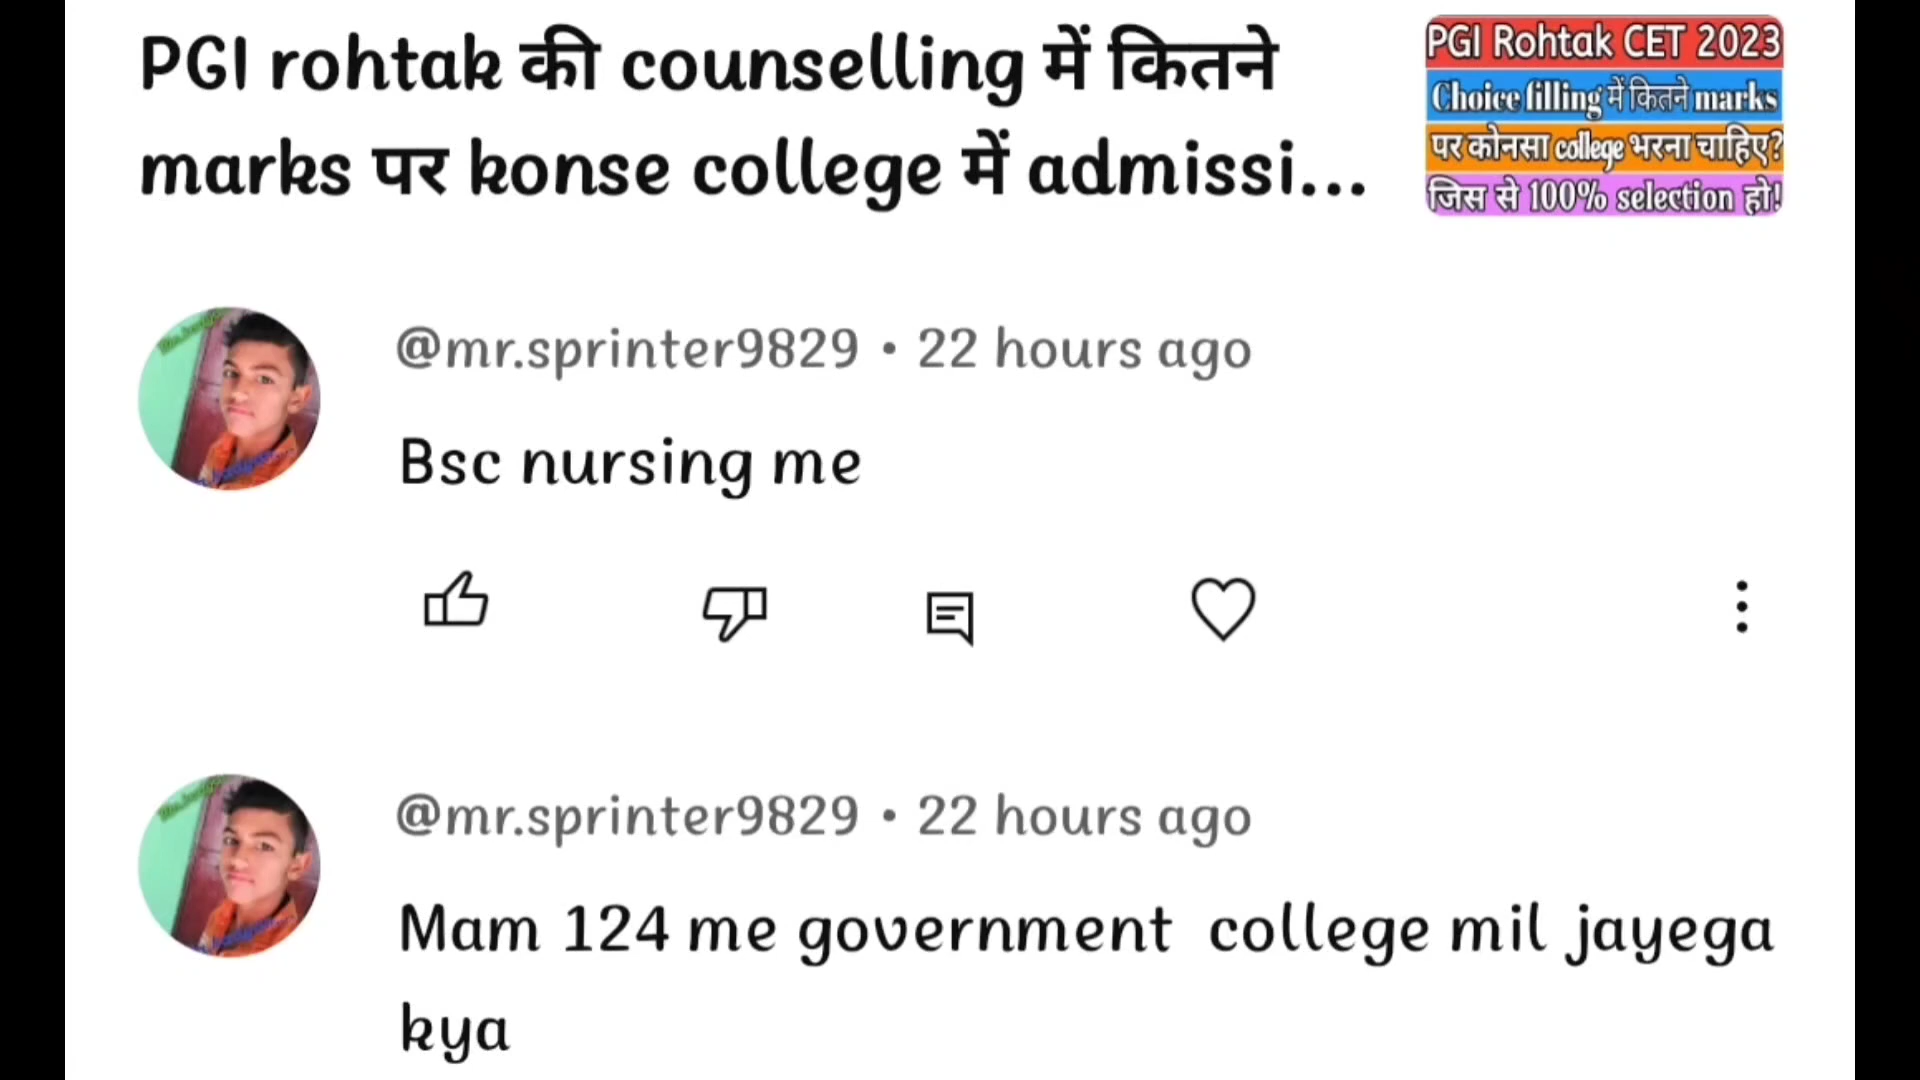 PGI rohtak की counselling में कितने
marks पर konse college में admissi...
PGI Rohtak CET 2023
Choice filling में कितने marks
पर कोनसा college भरना चाहिए?
जिस से 100% selection हो!
@mr.sprinter9829 • 22 hours ago
Bsc nursing me
@mr.sprinter9829 • 22 hours ago
Mam 124 me government college mil jayega
kya